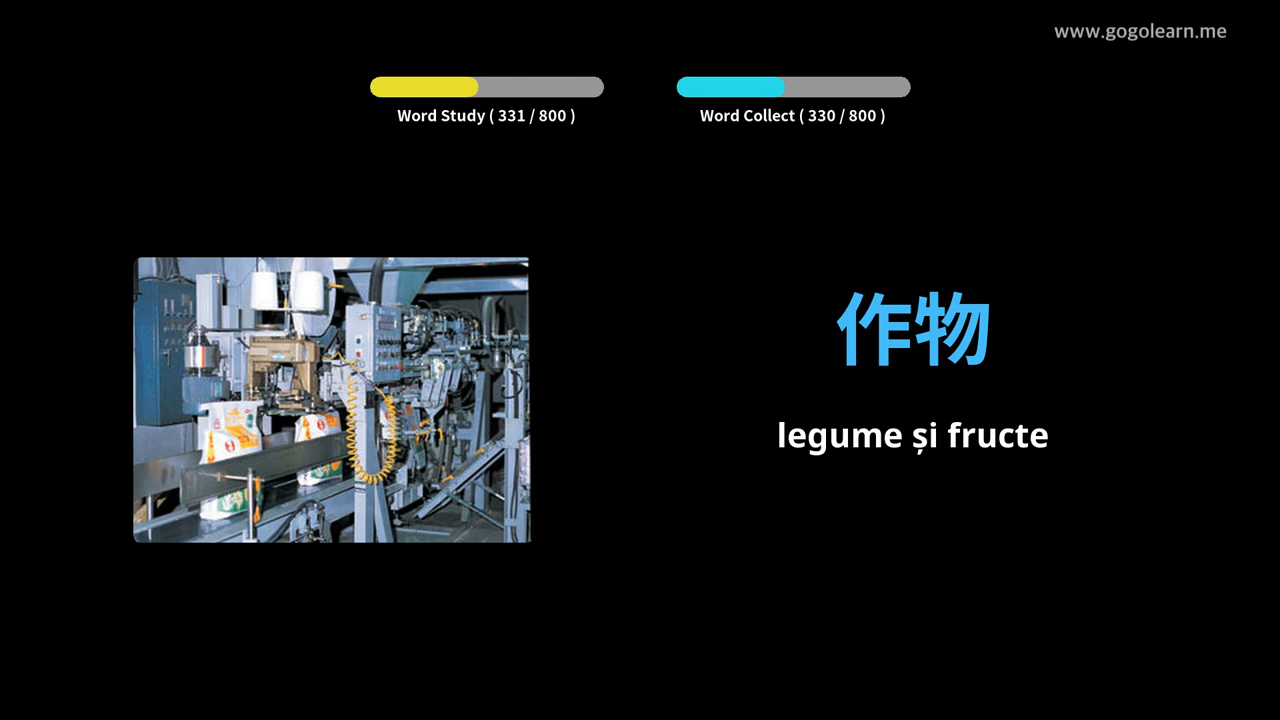 www.gogolearn.me
Word Study ( 331 / 800 )
Word Collect ( 330 / 800 )
作物
legume și fructe